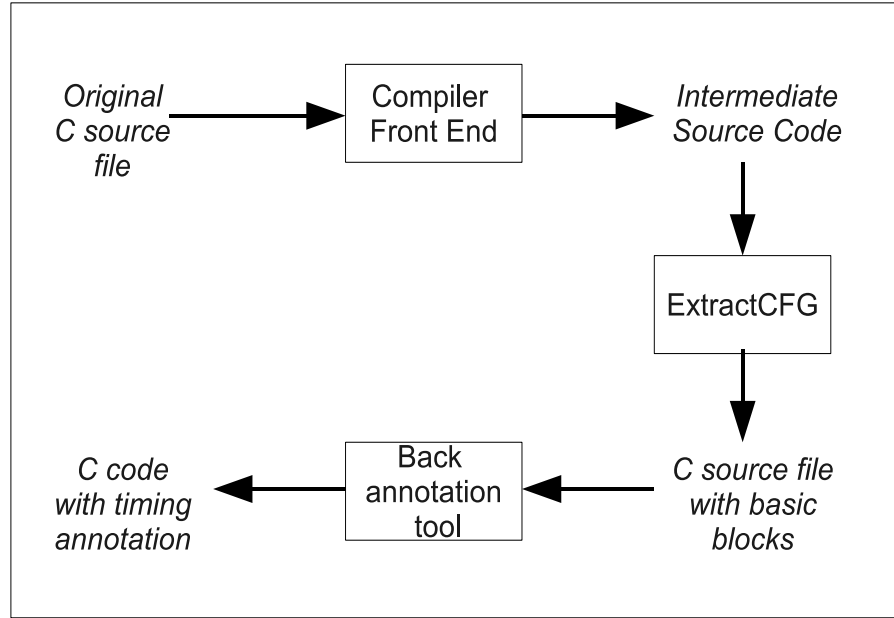 Original
C source
file
Compiler
Front End
Intermediate
Source Code
ExtractCFG
C source file
with basic
blocks
Back
annotation
tool
C code
with timing
annotation